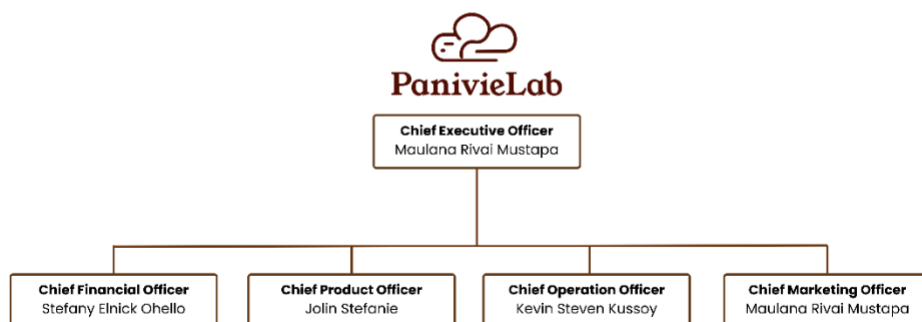 PanivieLab
Chief Executive Officer
Maulana Rivai Mustapa
Chief Financial Officer
Stefany Elnick Ohello
Chief Product Officer
Jolin Stefanie
Chief Operation Officer
Kevin Steven Kussoy
Chief Marketing Officer
Maulana Rivai Mustapa